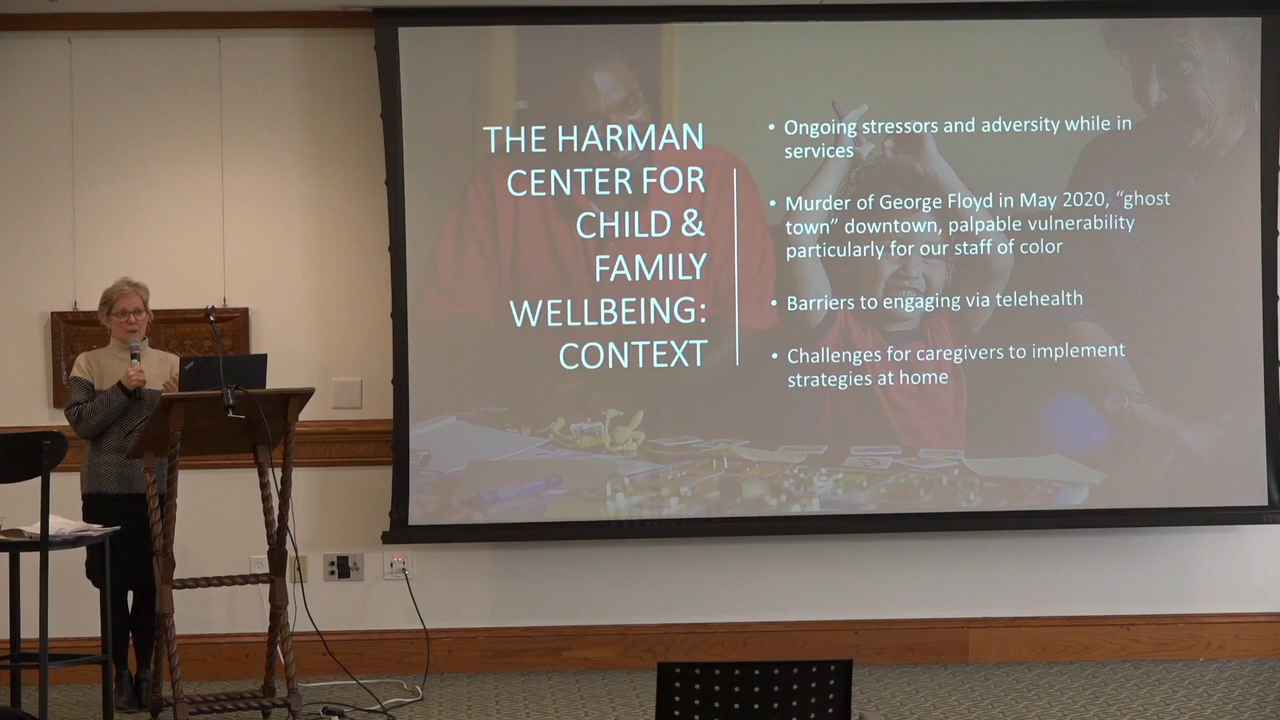 THE HARMAN
CENTER FOR
CHILD &
FAMILY
WELLBEING:
CONTEXT
• Ongoing stressors and adversity while in
services
• Murder of George Floyd in May 2020, “ghost
town” downtown, palpable vulnerability
particularly for our staff of color
• Barriers to engaging via telehealth
• Challenges for caregivers to implement
strategies at home